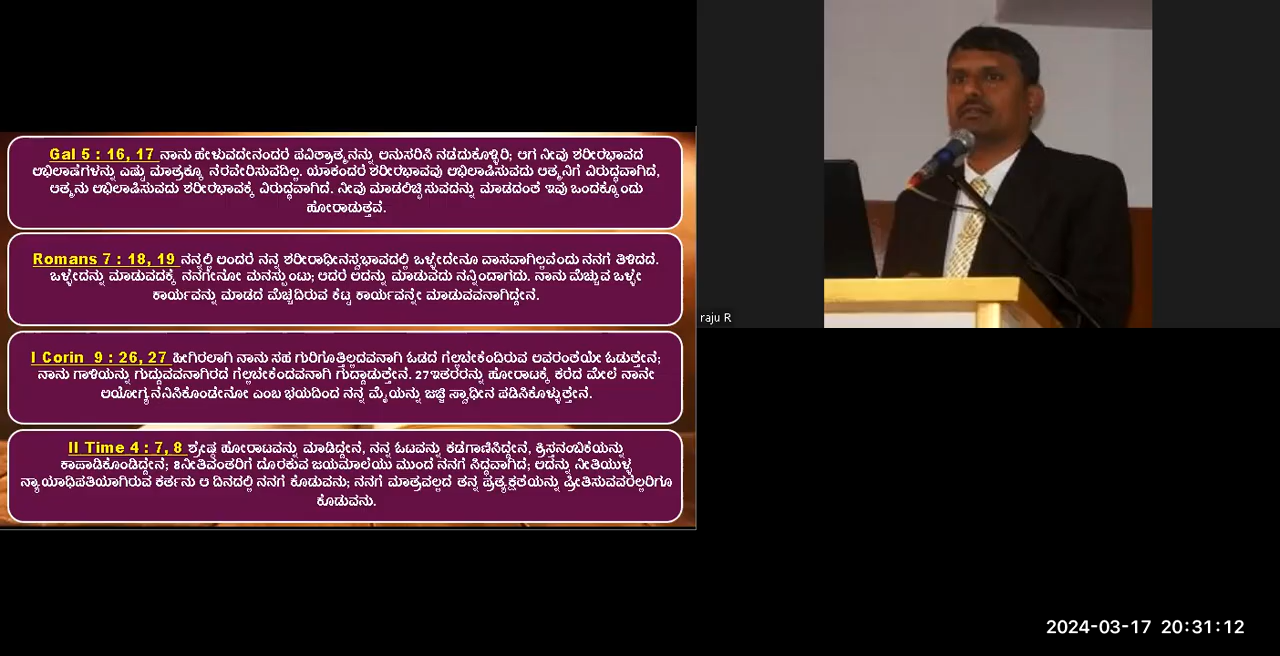 Gal 5 : 16, 17 ನಾನು ಹೇಳುವದೇನಂದರೆ ಪವಿತ್ರಾತ್ಮನನ್ನು ಅನುಸರಿಸಿ ನಡೆದುಕೊಳ್ಳಿರಿ; ಆಗ ನೀವು ಶರೀರಭಾವದ
ಅಭಿಲಾಷೆಗಳನ್ನು ಎಷ್ಟು ಮಾತ್ರಕ್ಕೂ ನೆರವೇರಿಸುವದಿಲ್ಲ. ಯಾಕಂದರೆ ಶರೀರಭಾವವು ಅಭಿಲಾಷಿಸುವದು ಆತ್ಮನಿಗೆ ವಿರುದ್ಧವಾಗಿದೆ,
ಆತ್ಮನು ಅಭಿಲಾಷಿಸುವದು ಶರೀರಭಾವಕ್ಕೆ ವಿರುದ್ಧವಾಗಿದೆ. ನೀವು ಮಾಡಲಿಚ್ಛಿಸುವದನ್ನು ಮಾಡದಂತೆ ಇವು ಒಂದಕ್ಕೊಂದು
ಹೋರಾಡುತ್ತವೆ.
Romans 7 : 18, 19 ನನ್ನಲ್ಲಿ ಅಂದರೆ ನನ್ನ ಶರೀರಾಧೀನಸ್ವಭಾವದಲ್ಲಿ ಒಳ್ಳೇದೇನೂ ವಾಸವಾಗಿಲ್ಲವೆಂದು ನನಗೆ ತಿಳಿದದೆ.
ಒಳ್ಳೇದನ್ನು ಮಾಡುವದಕ್ಕೆ ನನಗೇನೋ ಮನಸ್ಸುಂಟು; ಆದರೆ ಅದನ್ನು ಮಾಡುವದು ನನ್ನಿಂದಾಗದು. ನಾನು ಮೆಚ್ಚುವ ಒಳ್ಳೇ
ಕಾರ್ಯವನ್ನು ಮಾಡದೆ ಮೆಚ್ಚದಿರುವ ಕೆಟ್ಟ ಕಾರ್ಯವನ್ನೇ ಮಾಡುವವನಾಗಿದ್ದೇನೆ.
I Corin 9 : 26, 27 ಹೀಗಿರಲಾಗಿ ನಾನು ಸಹ ಗುರಿಗೊತ್ತಿಲ್ಲದವನಾಗಿ ಓಡದೆ ಗೆಲ್ಲಬೇಕೆಂದಿರುವ ಅವರಂತೆಯೇ ಓಡುತ್ತೇನೆ;
ನಾನು ಗಾಳಿಯನ್ನು ಗುದ್ದುವವನಾಗಿರದೆ ಗೆಲ್ಲಬೇಕೆಂದವನಾಗಿ ಗುದ್ದಾಡುತ್ತೇನೆ. 27ಇತರರನ್ನು ಹೋರಾಟಕ್ಕೆ ಕರೆದ ಮೇಲೆ ನಾನೇ
ಅಯೋಗ್ಯನೆನಿಸಿಕೊಂಡೇನೋ ಎಂಬ ಭಯದಿಂದ ನನ್ನ ಮೈಯನ್ನು ಜಜ್ಜಿ ಸ್ವಾಧೀನ ಪಡಿಸಿಕೊಳ್ಳುತ್ತೇನೆ.
II Time 4 : 7, 8 ಶ್ರೇಷ್ಠ ಹೋರಾಟವನ್ನು ಮಾಡಿದ್ದೇನೆ, ನನ್ನ ಓಟವನ್ನು ಕಡೆಗಾಣಿಸಿದ್ದೇನೆ, ಕ್ರಿಸ್ತನಂಬಿಕೆಯನ್ನು
ಕಾಪಾಡಿಕೊಂಡಿದ್ದೇನೆ; 8ನೀತಿವಂತರಿಗೆ ದೊರಕುವ ಜಯಮಾಲೆಯು ಮುಂದೆ ನನಗೆ ಸಿದ್ಧವಾಗಿದೆ; ಅದನ್ನು ನೀತಿಯುಳ್ಳ
ನ್ಯಾಯಾಧಿಪತಿಯಾಗಿರುವ ಕರ್ತನು ಆ ದಿನದಲ್ಲಿ ನನಗೆ ಕೊಡುವನು; ನನಗೆ ಮಾತ್ರವಲ್ಲದೆ ತನ್ನ ಪ್ರತ್ಯಕ್ಷತೆಯನ್ನು ಪ್ರೀತಿಸುವವರೆಲ್ಲರಿಗೂ
ಕೊಡುವನು.
raju R
2024-03-17 20:31:12